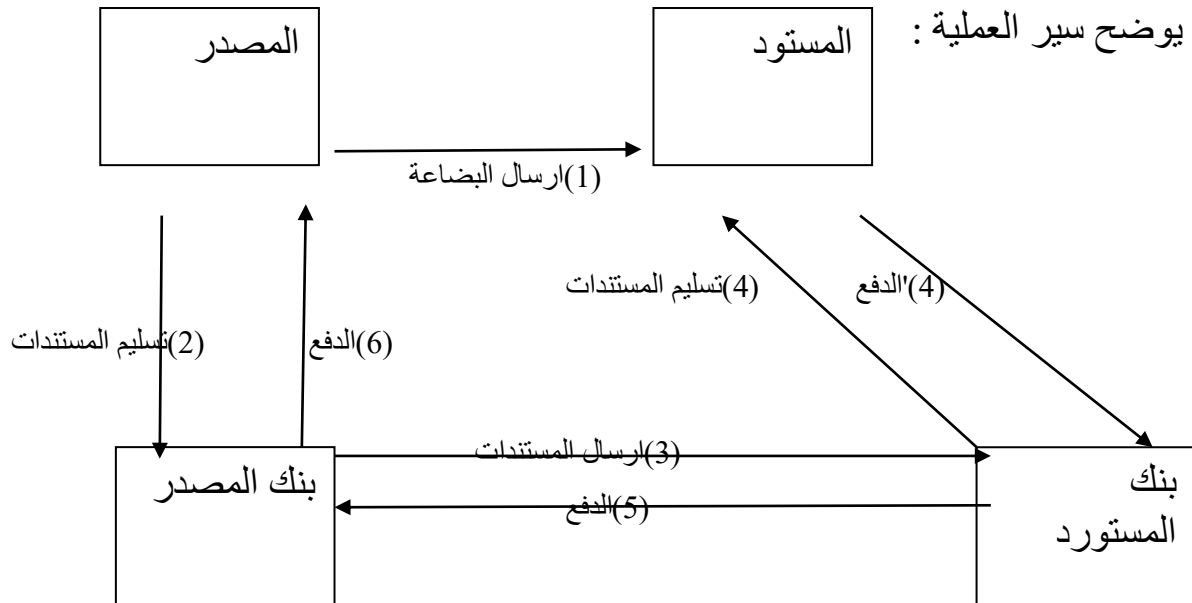 يوضح سير العملية :
المستود
المصدر
(1)ارسال البضاعة
(4)'الدفع
(4)تسليم المستندات
(6)الدفع
(2)تسليم المستندات
(3)ارسال المستندات
(5)الدفع
بنك
المستورد
بنك المصدر